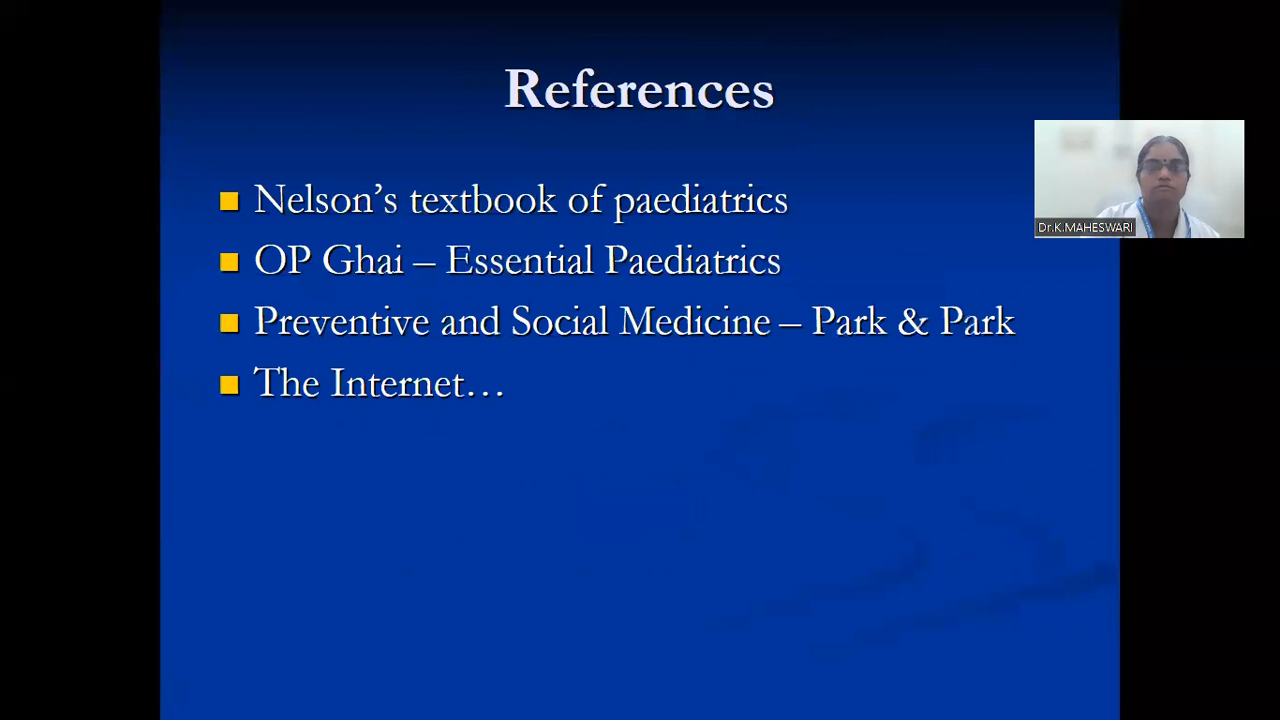 References
Nelson’s textbook of paediatrics
OP Ghai – Essential Paediatrics
Preventive and Social Medicine – Park & Park
The Internet…
Dr.K.MAHESWARI